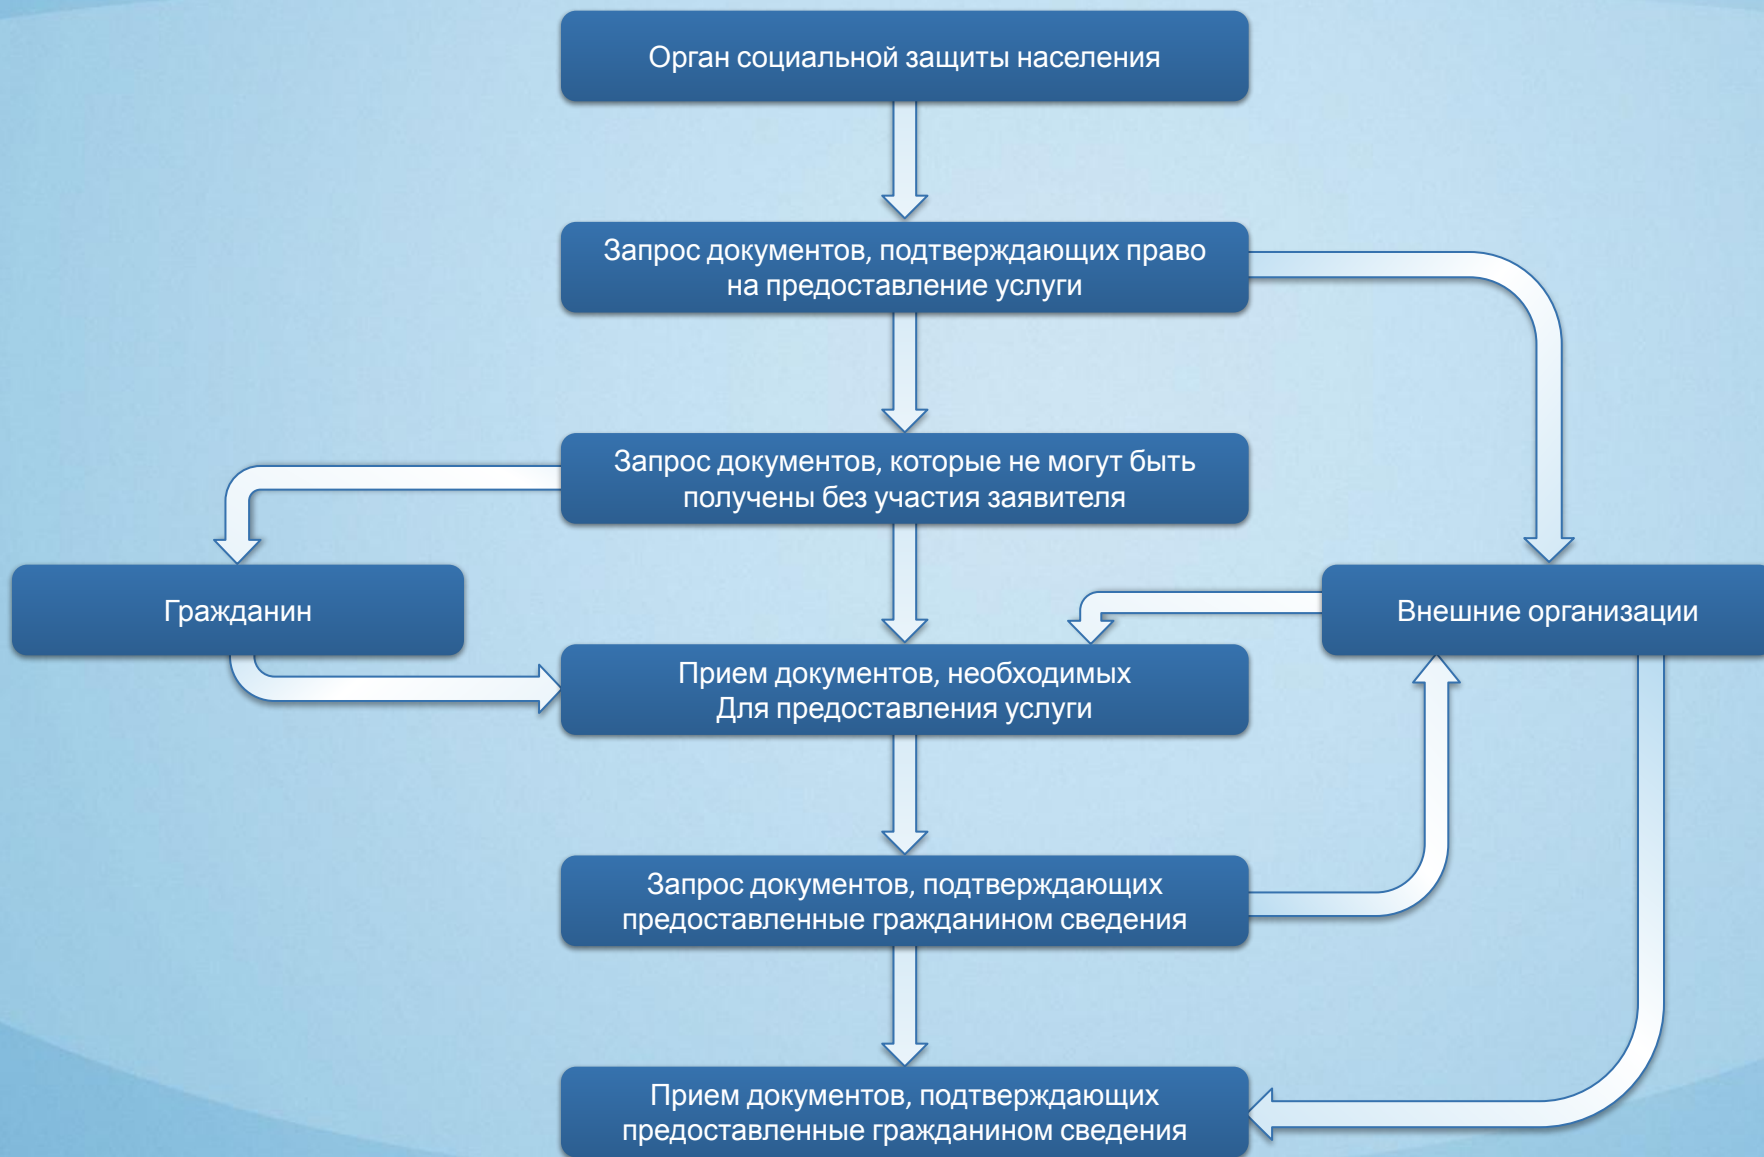 Орган социальной защиты населения
Запрос документов, подтверждающих право
на предоставление услуги
Запрос документов, которые не могут быть
получены без участия заявителя
Гражданин
Внешние организации
Прием документов, необходимых
Для предоставления услуги
Запрос документов, подтверждающих
предоставленные гражданином сведения
Прием документов, подтверждающих
предоставленные гражданином сведения